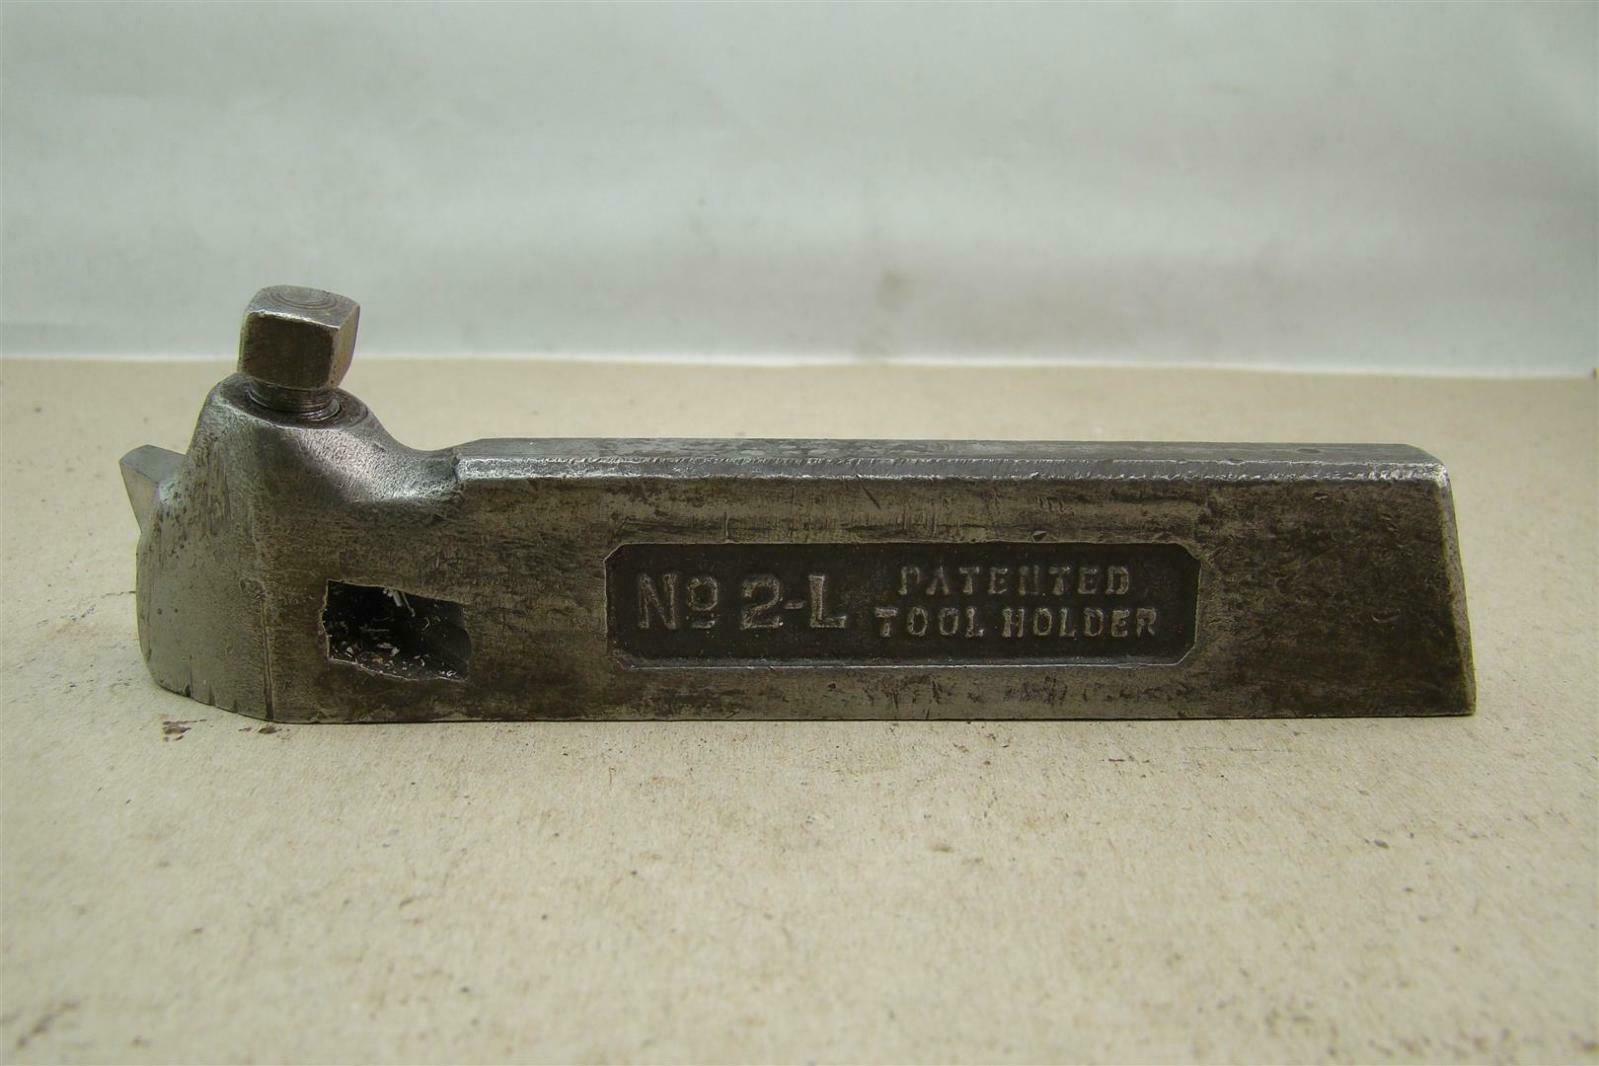 No 2-L
PATENTED
TOOL HOLDER